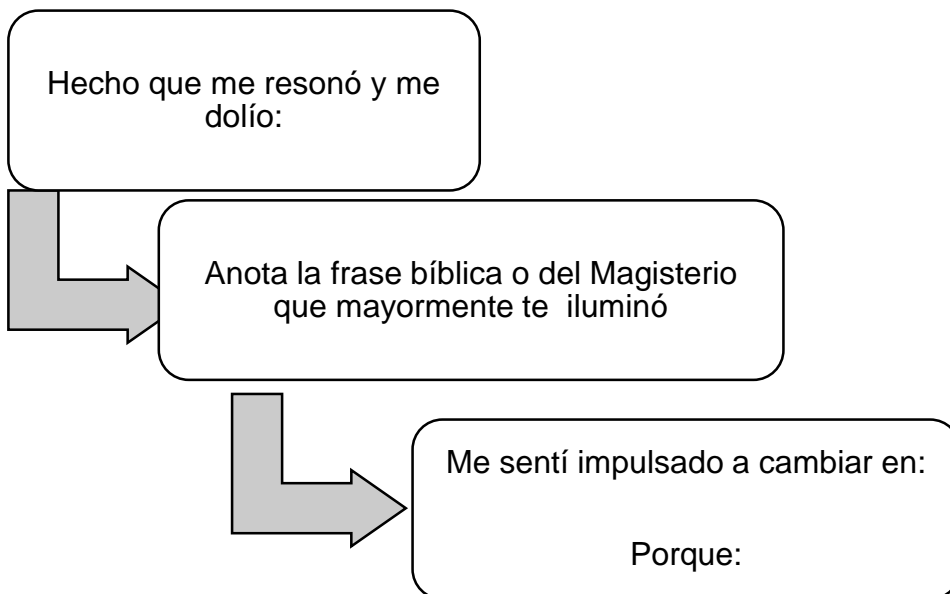 Hecho que me resonó y me
dolío:
Anota la frase bíblica o del Magisterio
que mayormente te  iluminó
Me sentí impulsado a cambiar en:
Porque: